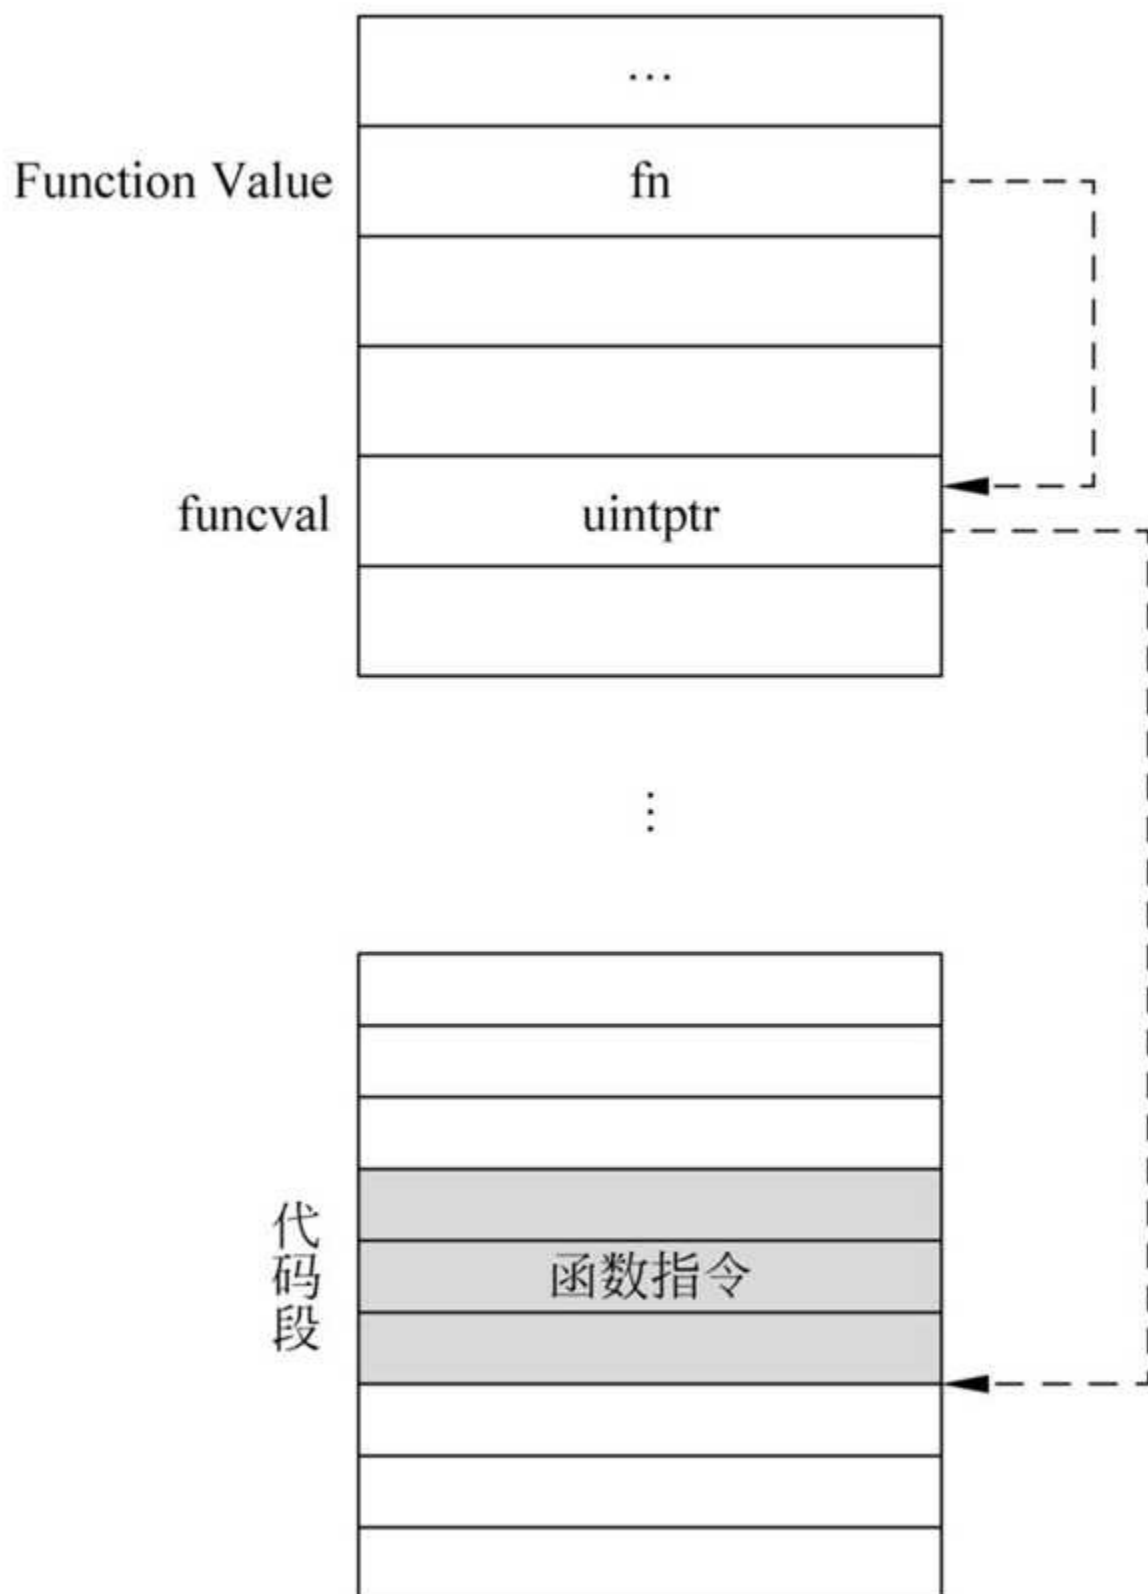 …
Function Value
fn
funcval
uintptr
⋮
代码段
函数指令